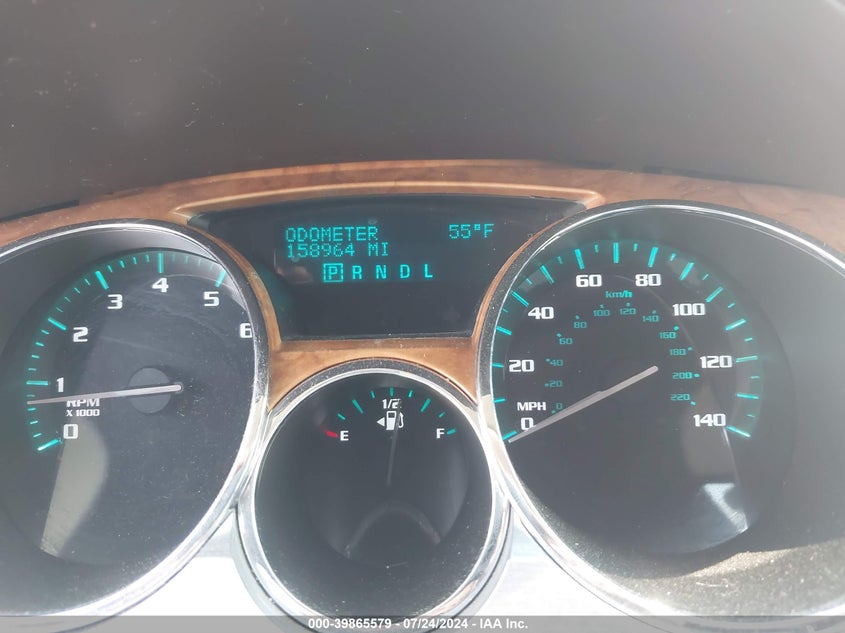 ODOMETER 55°F
158964 MI
P R N D L
0 1 2 3 4 5 6
RPM
X 1000
E 1/2 F
0 20 40 60 80 100 120 140
MPH
km/h
0 20 40 60 80 100 120 140 160 180 200 220
000-39865579 - 07/24/2024 - IAA Inc.